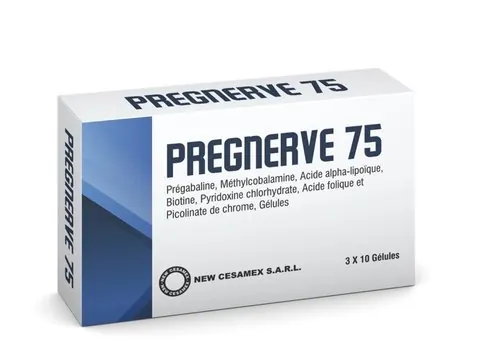 PREGNERVE 75
PREGNERVE 75
PREGNERVE 75
Prégabaline, Méthylcobalamine, Acide alpha-lipoïque,
Biotine, Pyridoxine chlorhydrate, Acide folique et
Picolinate de chrome, Gélules
3 X 10 Gélules
NEW CESAMEX S.A.R.L.